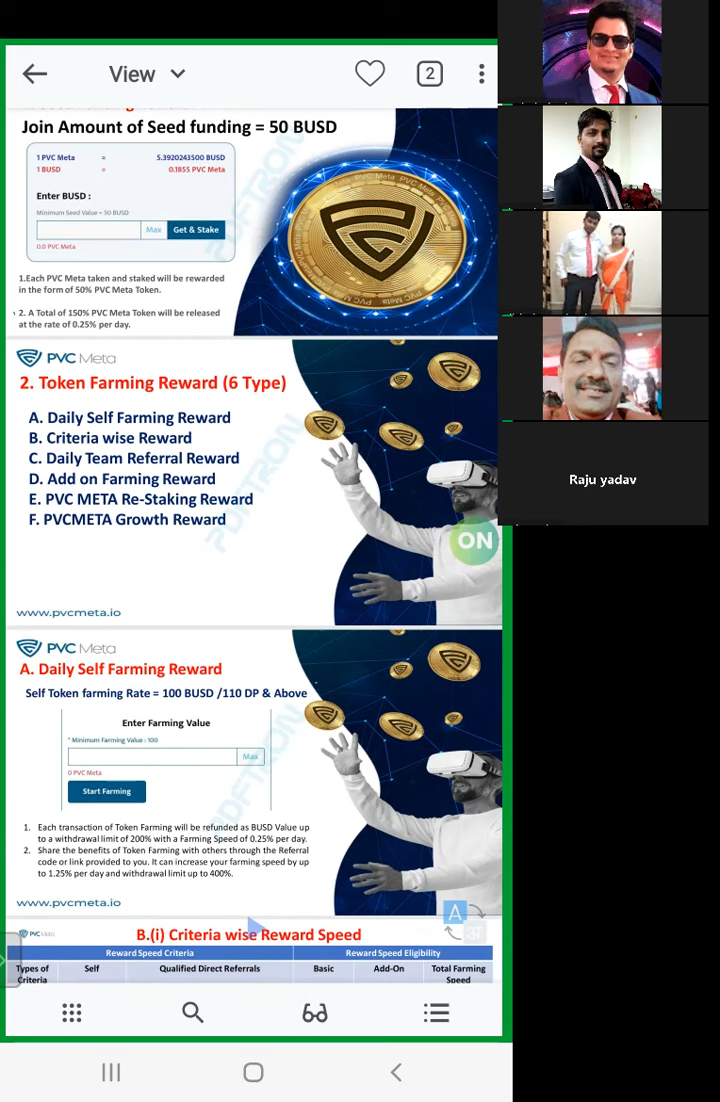 View
2
Join Amount of Seed funding = 50 BUSD
1 PVC Meta = 5.3920243500 BUSD
1 BUSD = 0.1855 PVC Meta
Enter BUSD :
Minimum Seed Value = 50 BUSD
Max
Get & Stake
0.0 PVC Meta
1.Each PVC Meta taken and staked will be rewarded
in the form of 50% PVC Meta Token.
2. A Total of 150% PVC Meta Token will be released
at the rate of 0.25% per day.
PVC Meta
2. Token Farming Reward (6 Type)
A. Daily Self Farming Reward
B. Criteria wise Reward
C. Daily Team Referral Reward
D. Add on Farming Reward
E. PVC META Re-Staking Reward
F. PVCMETA Growth Reward
PDFTRON
ON
www.pvcmeta.io
PVC Meta
A. Daily Self Farming Reward
Self Token farming Rate = 100 BUSD /110 DP & Above
Enter Farming Value
* Minimum Farming Value : 100
Max
0 PVC Meta
Start Farming
1. Each transaction of Token Farming will be refunded as BUSD Value up
to a withdrawal limit of 200% with a Farming Speed of 0.25% per day.
2. Share the benefits of Token Farming with others through the Referral
code or link provided to you. It can increase your farming speed by up
to 1.25% per day and withdrawal limit up to 400%.
www.pvcmeta.io
A
PVC Meta
B.(i) Criteria wise Reward Speed
Reward Speed Criteria Reward Speed Eligibility
Types of Self Qualified Direct Referrals Basic Add-On Total Farming
Criteria Speed
Raju yadav